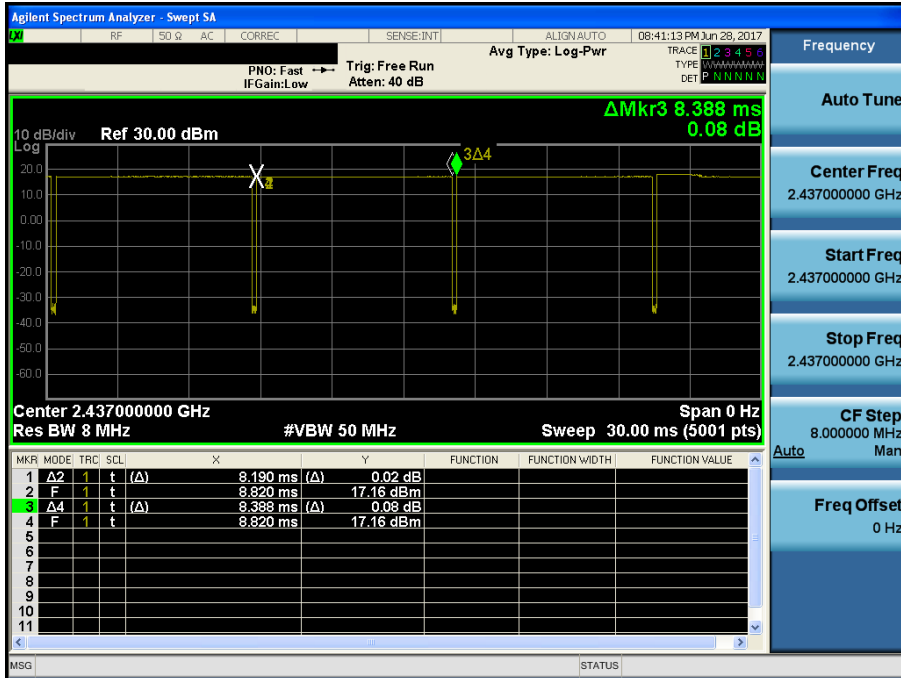 Agilent Spectrum Analyzer - Swept SA
LXI RF 50 Ω AC CORREC SENSE:INT ALIGN AUTO 08:41:13 PM Jun 28, 2017
PNO: Fast
IFGain:Low
Trig: Free Run
Atten: 40 dB
Avg Type: Log-Pwr
TRACE 1 2 3 4 5 6
TYPE
DET P N N N N N
ΔMkr3 8.388 ms
0.08 dB
10 dB/div Ref 30.00 dBm
Log
20.0
10.0
0.00
-10.0
-20.0
-30.0
-40.0
-50.0
-60.0
3Δ4
Center 2.437000000 GHz Span 0 Hz
Res BW 8 MHz #VBW 50 MHz Sweep 30.00 ms (5001 pts)
MKR MODE TRC SCL X Y FUNCTION FUNCTION WIDTH FUNCTION VALUE
1 Δ2 1 t (Δ) 8.190 ms (Δ) 0.02 dB
2 F 1 t 8.820 ms 17.16 dBm
3 Δ4 1 t (Δ) 8.388 ms (Δ) 0.08 dB
4 F 1 t 8.820 ms 17.16 dBm
5
6
7
8
9
10
11
MSG STATUS
Frequency
Auto Tune
Center Freq
2.437000000 GHz
Start Freq
2.437000000 GHz
Stop Freq
2.437000000 GHz
CF Step
8.000000 MHz
Auto Man
Freq Offset
0 Hz